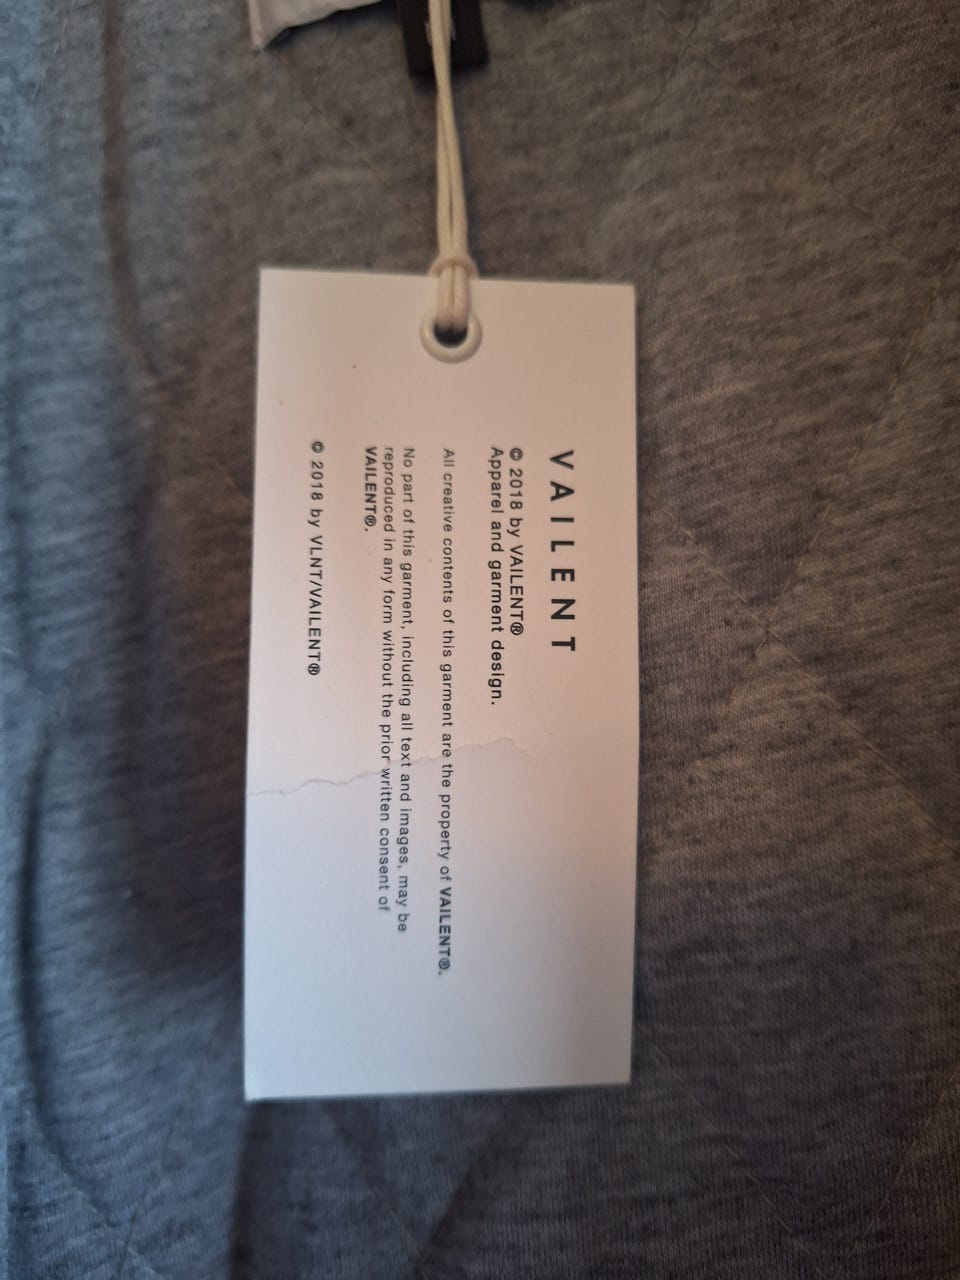 VAILENT
© 2018 by VAILENT®
Apparel and garment design.
All creative contents of this garment are the property of VAILENT®.
No part of this garment, including all text and images, may be
reproduced in any form without the prior written consent of
VAILENT®.
© 2018 by VLNT/VAILENT®